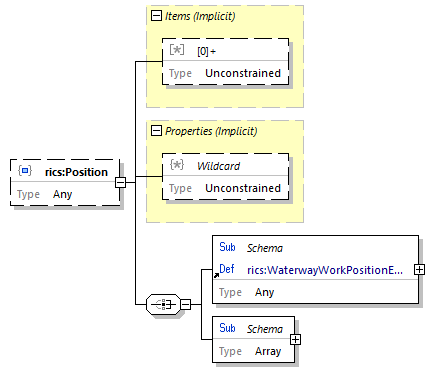 Items (Implicit)
[0]+
Type Unconstrained
Properties (Implicit)
Wildcard
Type Unconstrained
rics:Position
Type Any
Sub Schema
Def rics:WaterwayWorkPositionE...
Type Any
Sub Schema
Type Array